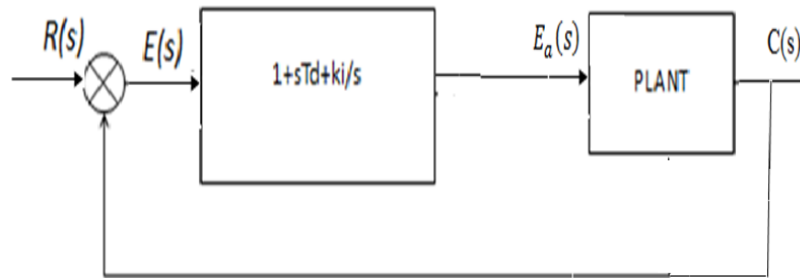 R(s)
E(s)
1+sTd+ki/s
Eₐ(s)
PLANT
C(s)